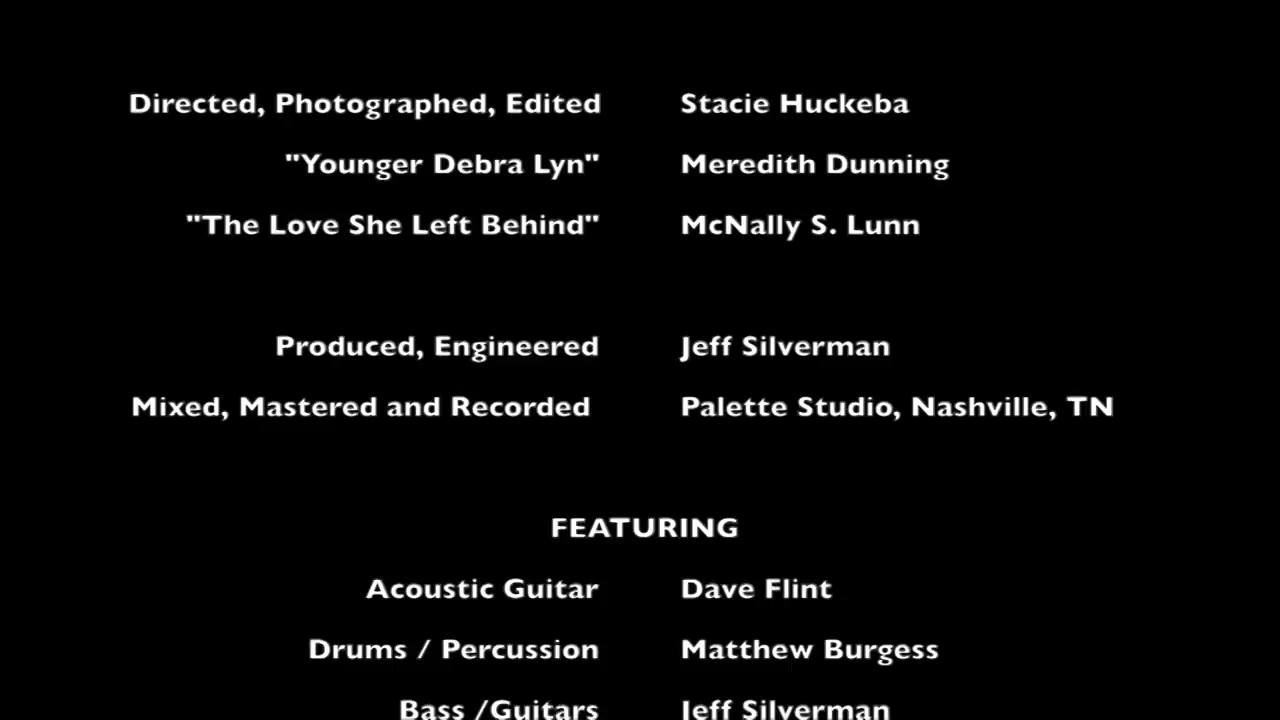 Directed, Photographed, Edited Stacie Huckeba
"Younger Debra Lyn" Meredith Dunning
"The Love She Left Behind" McNally S. Lunn
Produced, Engineered Jeff Silverman
Mixed, Mastered and Recorded Palette Studio, Nashville, TN
FEATURING
Acoustic Guitar Dave Flint
Drums / Percussion Matthew Burgess
Bass /Guitars Jeff Silverman